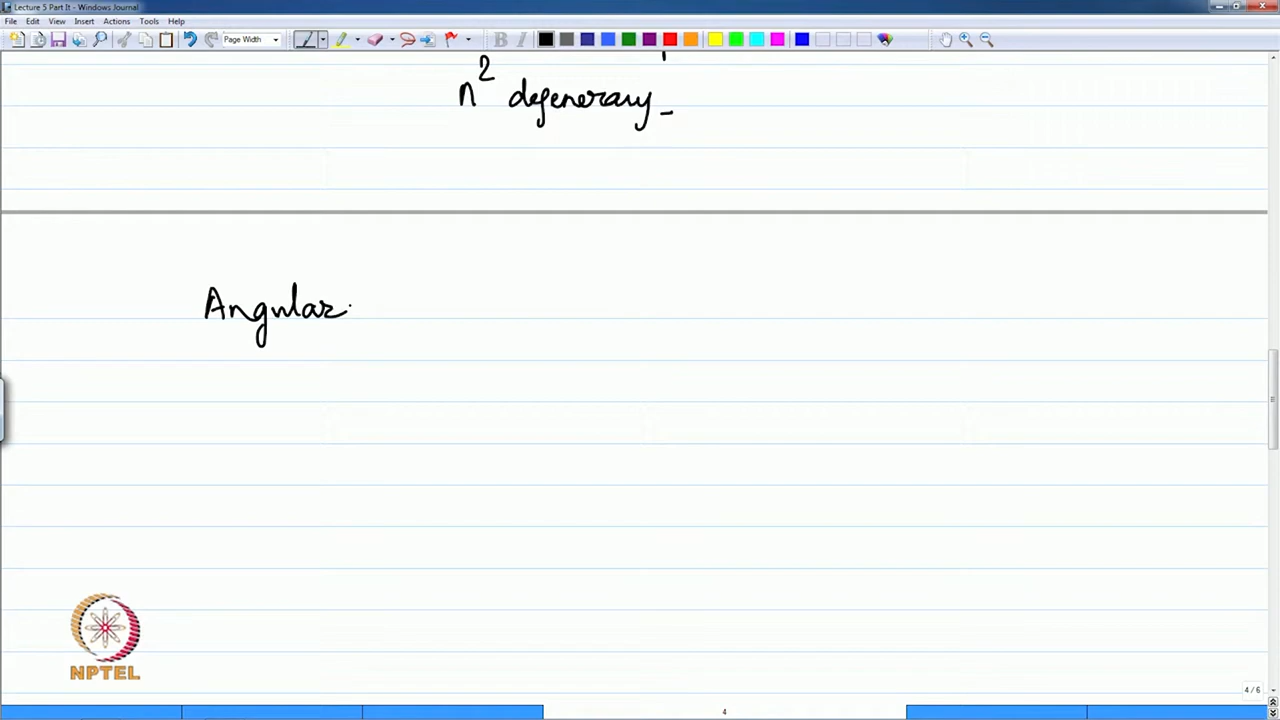 Lecture 5 Part II - Windows Journal
File Edit View Insert Actions Tools Help
Page Width B I
n² degeneracy
Angular
NPTEL
4 / 6
4